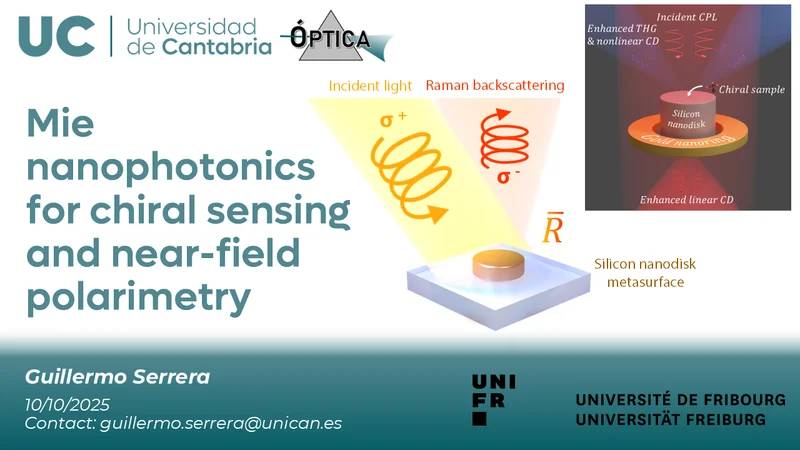 UC
Universidad
de Cantabria
ÓPTICA
Mie
nanophotonics
for chiral sensing
and near-field
polarimetry
Incident light
Raman backscattering
σ+
σ-
R̄
Silicon nanodisk
metasurface
Incident CPL
Enhanced THG
& nonlinear CD
Chiral sample
Silicon
nanodisk
Gold nanoring
Enhanced linear CD
Guillermo Serrera
10/10/2025
Contact: guillermo.serrera@unican.es
UNI
FR
UNIVERSITÉ DE FRIBOURG
UNIVERSITÄT FREIBURG